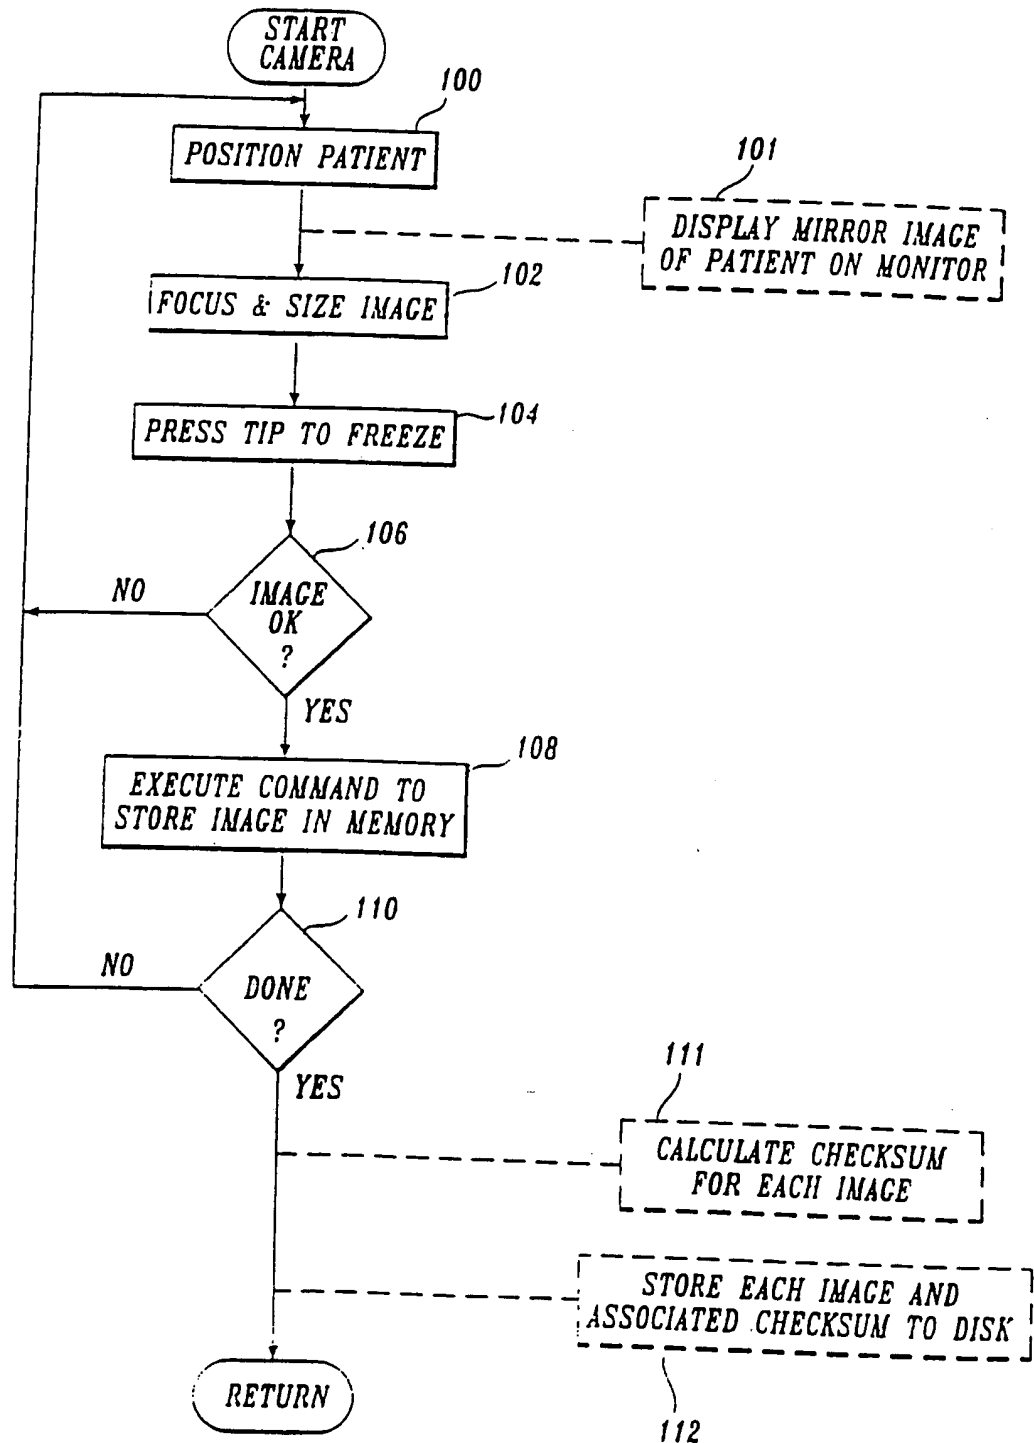 START
CAMERA
100
POSITION PATIENT
101
DISPLAY MIRROR IMAGE
OF PATIENT ON MONITOR
102
FOCUS & SIZE IMAGE
104
PRESS TIP TO FREEZE
106
IMAGE
OK
?
NO
YES
108
EXECUTE COMMAND TO
STORE IMAGE IN MEMORY
110
DONE
?
NO
YES
111
CALCULATE CHECKSUM
FOR EACH IMAGE
STORE EACH IMAGE AND
ASSOCIATED CHECKSUM TO DISK
112
RETURN